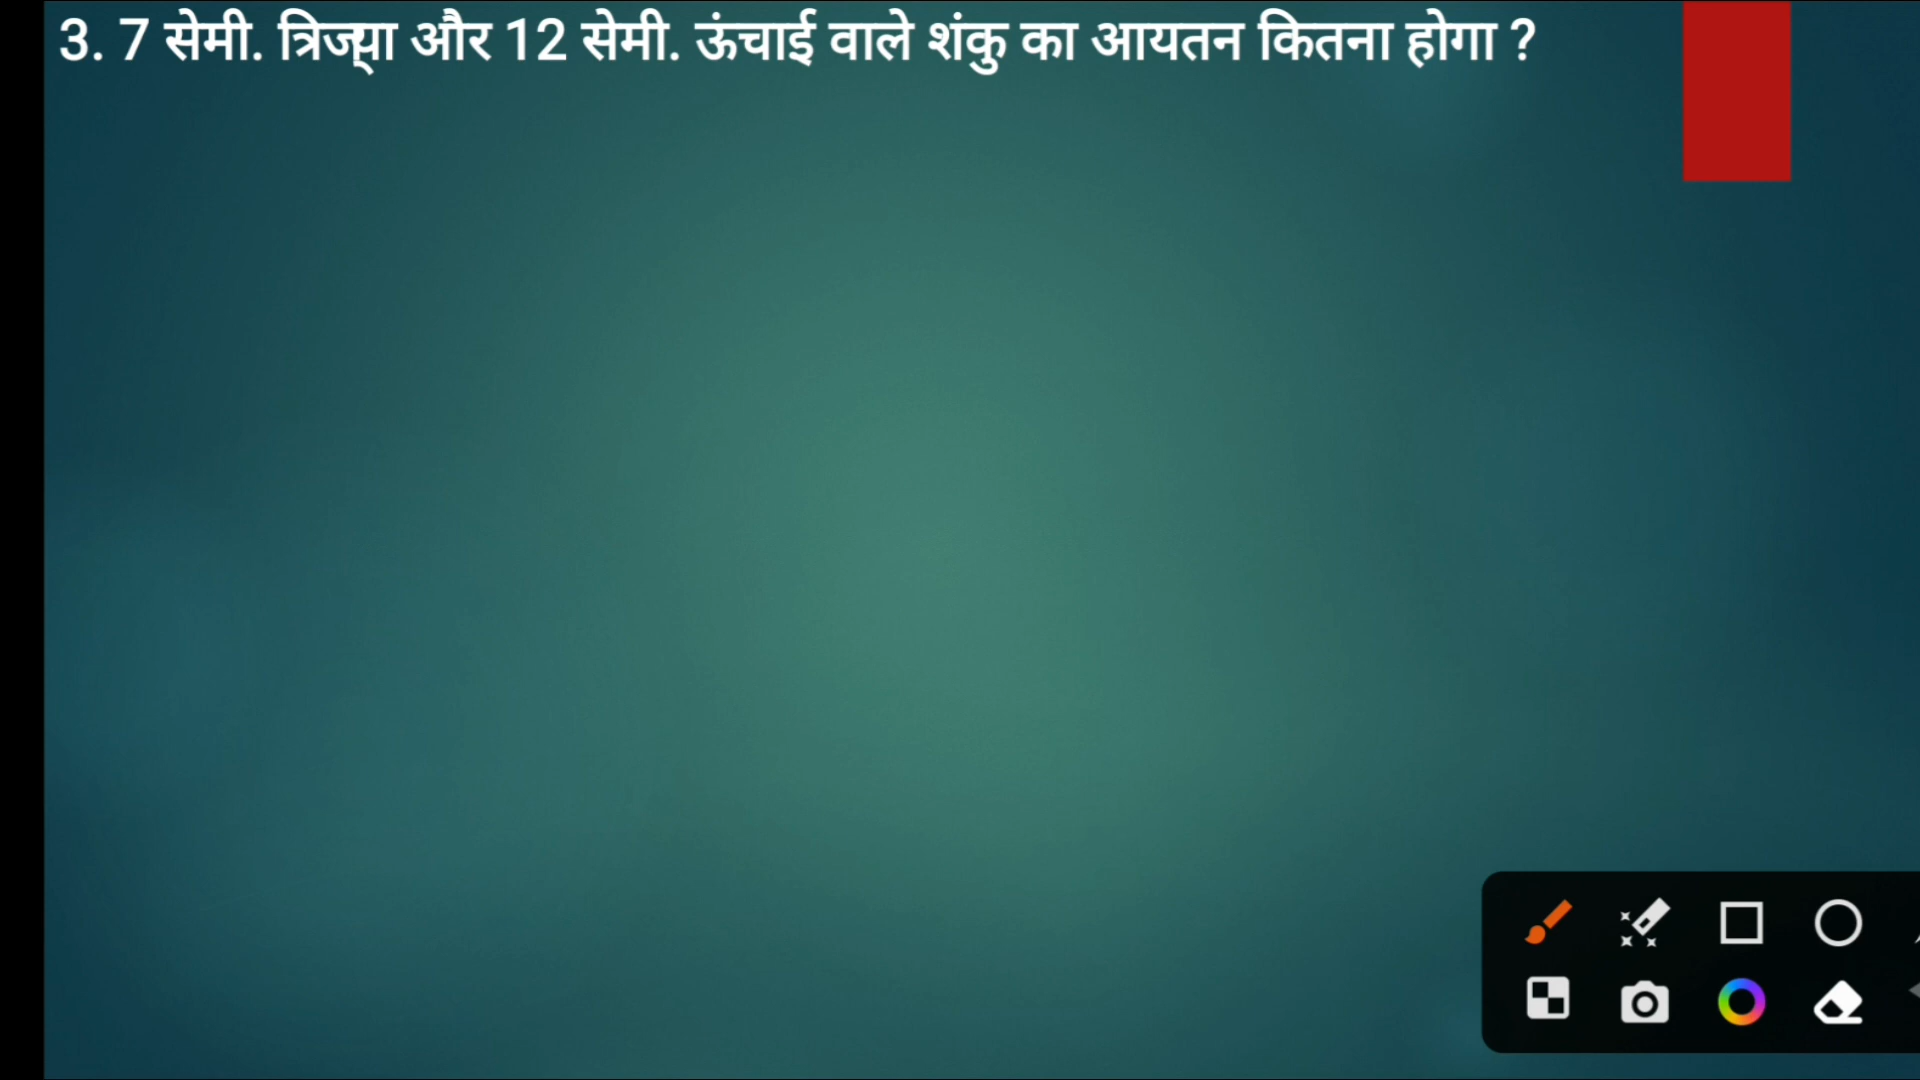 3. 7 सेमी. त्रिज्या और 12 सेमी. ऊंचाई वाले शंकु का आयतन कितना होगा ?